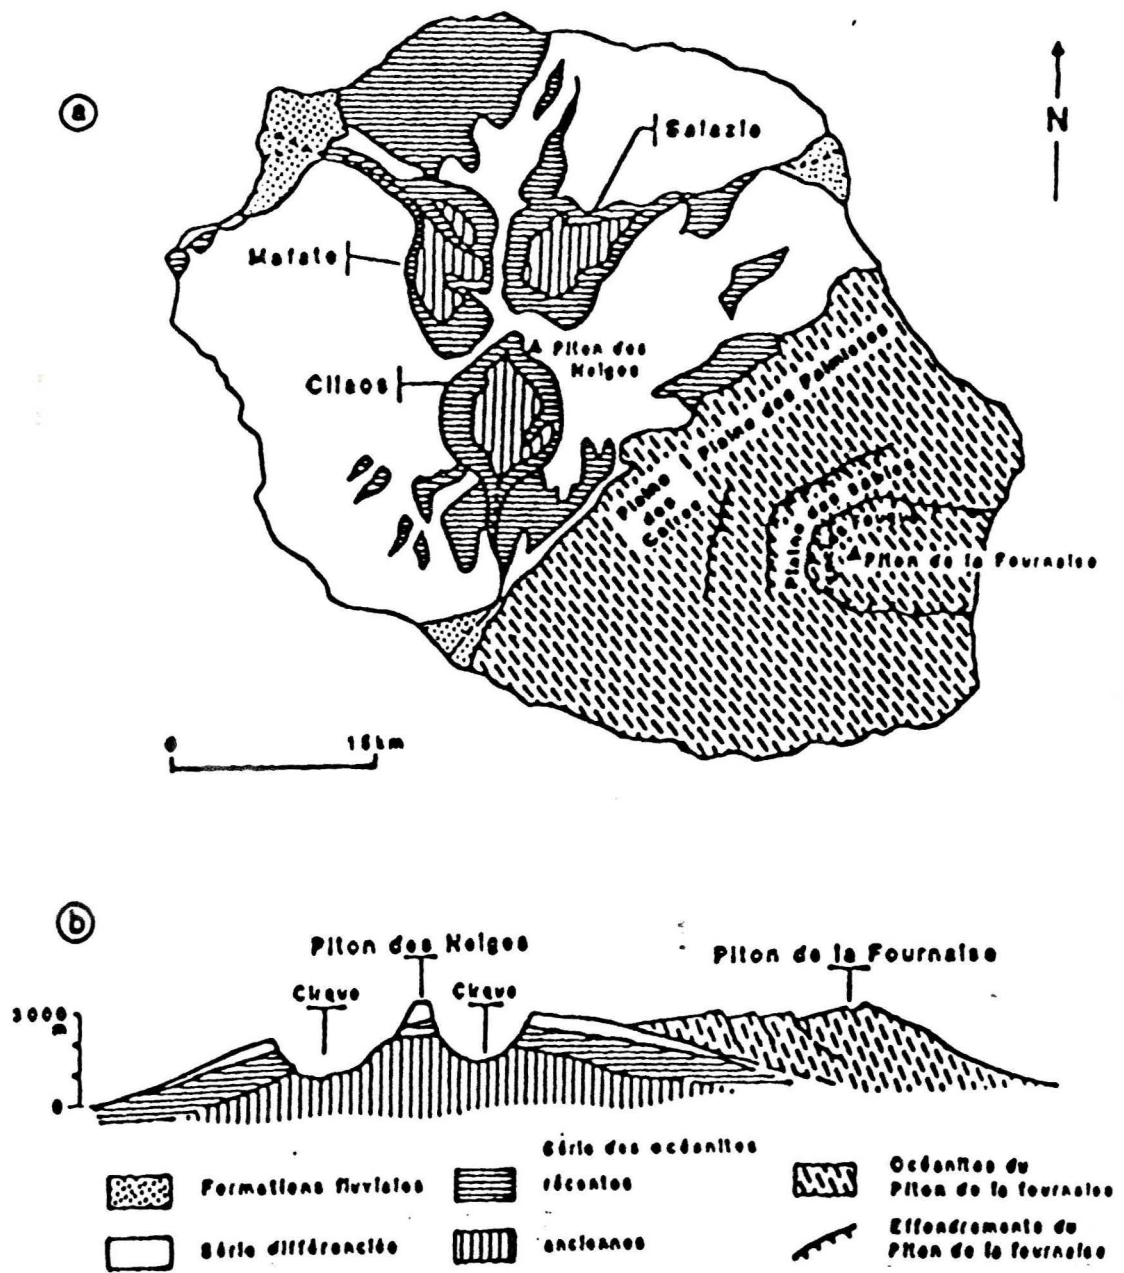 a
N
Salazie
Mafate
Piton des
Neiges
Cilaos
Plaine des Palmistes
Plaine
des
Cafres
Plaine des Sables
Piton de la Fournaise
0 15km
b
Piton des Neiges
Piton de la Fournaise
Cirque Cirque
3000
m
0
Série des océanites
Formations fluviales
récentes
Océanites du
Piton de la fournaise
Série différenciée
anciennes
Effondrements du
Piton de la fournaise